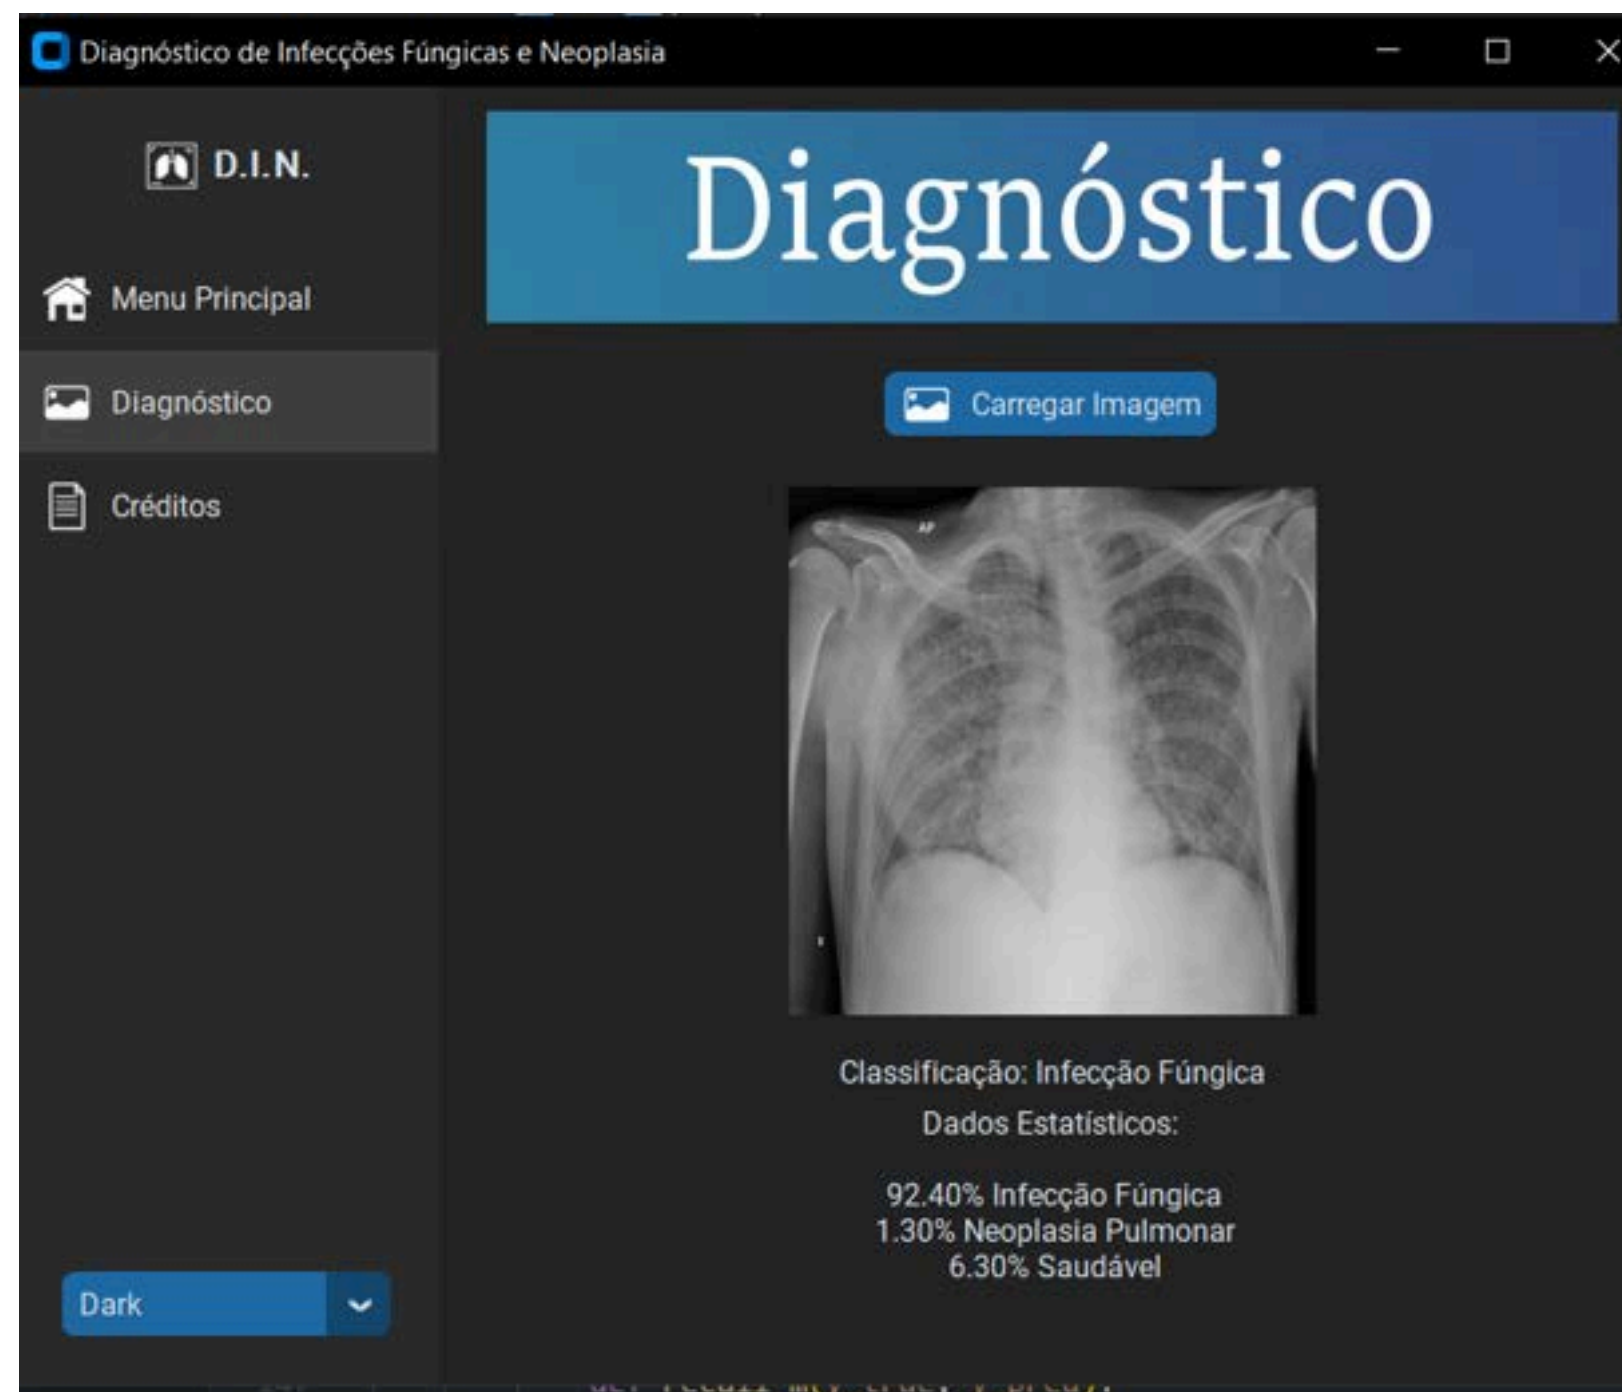 Diagnóstico de Infecções Fúngicas e Neoplasia
D.I.N.
Menu Principal
Diagnóstico
Créditos
Dark
Diagnóstico
Carregar Imagem
AP
Classificação: Infecção Fúngica
Dados Estatísticos:
92.40% Infecção Fúngica
1.30% Neoplasia Pulmonar
6.30% Saudável